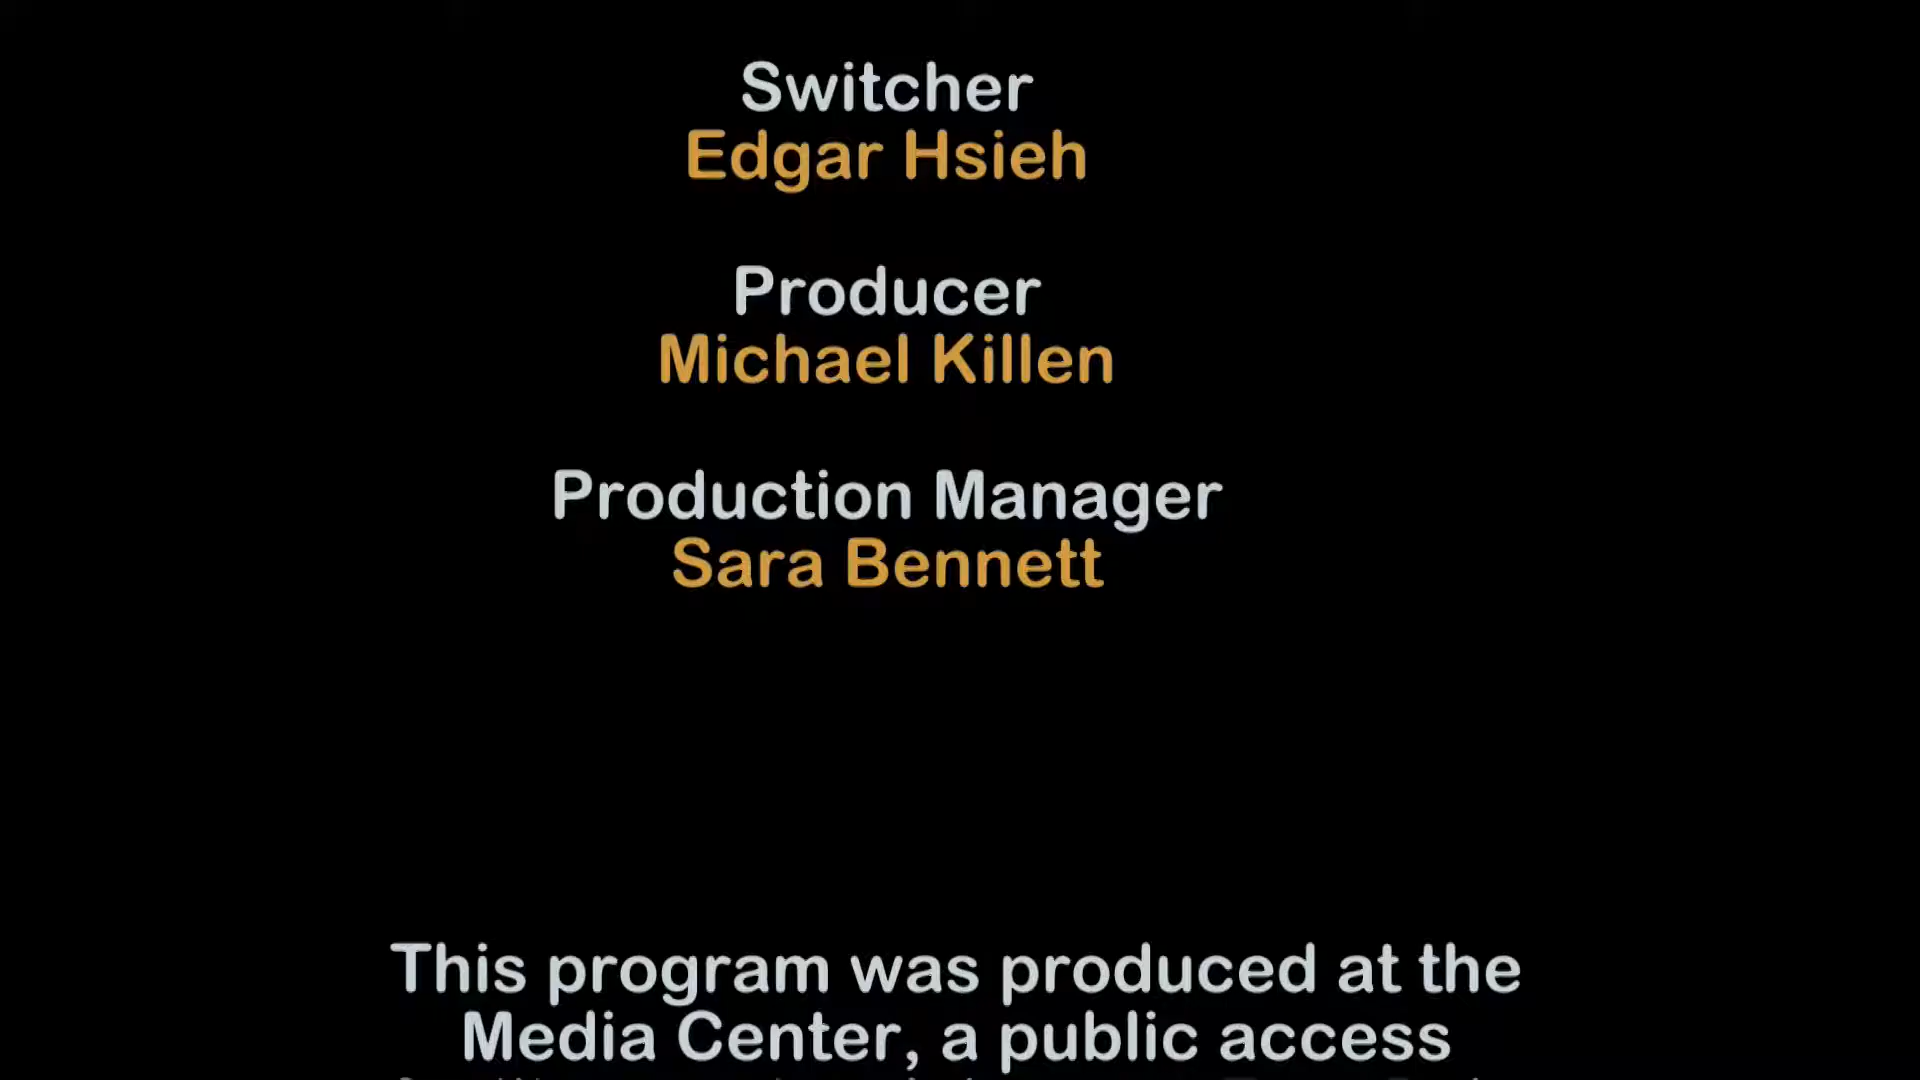 Switcher
Edgar Hsieh
Producer
Michael Killen
Production Manager
Sara Bennett
This program was produced at the
Media Center, a public access